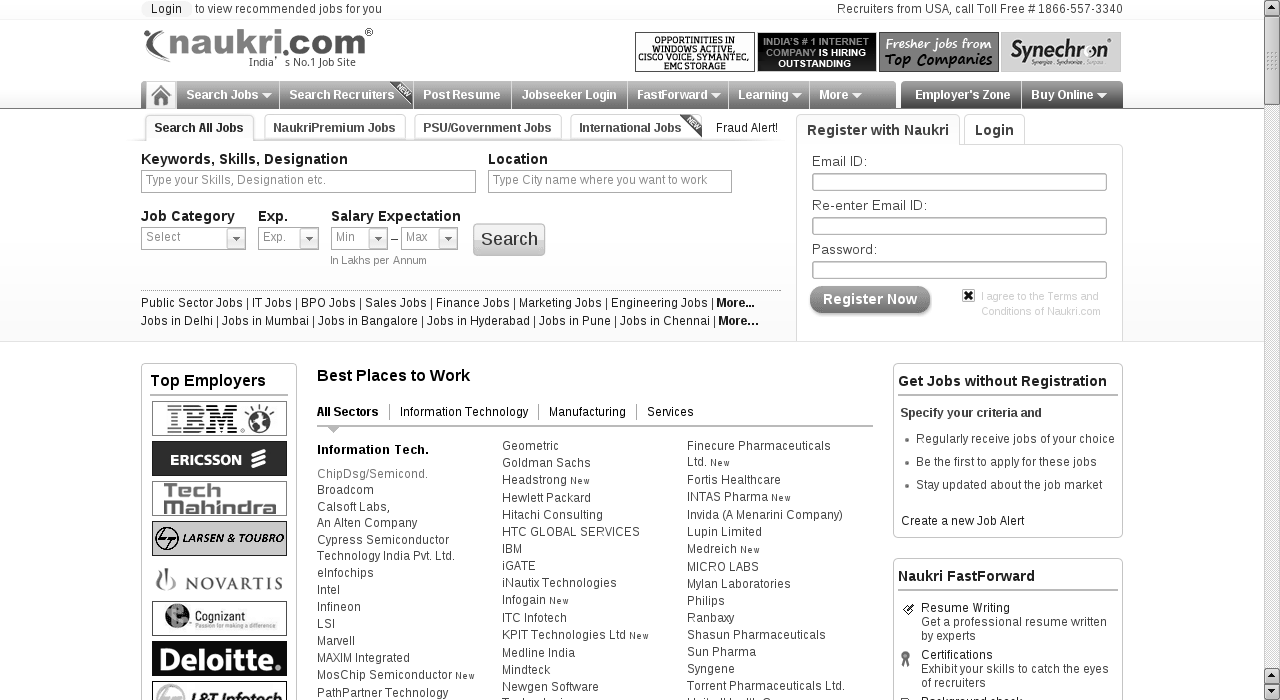 Login to view recommended jobs for you
Recruiters from USA, call Toll Free # 1866-557-3340
naukri.com®
India's No.1 Job Site
OPPORTUNITIES IN
WINDOWS ACTIVE,
CISCO VOICE, SYMANTEC,
EMC STORAGE
INDIA'S # 1 INTERNET
COMPANY IS HIRING
OUTSTANDING
Fresher jobs from
Top Companies
Synechron®
Search Jobs
Search Recruiters
NEW
Post Resume
Jobseeker Login
FastForward
Learning
More
Employer's Zone
Buy Online
Search All Jobs
NaukriPremium Jobs
PSU/Government Jobs
International Jobs
NEW
Fraud Alert!
Keywords, Skills, Designation
Location
Type your Skills, Designation etc.
Type City name where you want to work
Job Category
Exp.
Salary Expectation
Select
Exp.
Min – Max
Search
In Lakhs per Annum
Public Sector Jobs | IT Jobs | BPO Jobs | Sales Jobs | Finance Jobs | Marketing Jobs | Engineering Jobs | More...
Jobs in Delhi | Jobs in Mumbai | Jobs in Bangalore | Jobs in Hyderabad | Jobs in Pune | Jobs in Chennai | More...
Register with Naukri
Login
Email ID:
Re-enter Email ID:
Password:
Register Now
I agree to the Terms and
Conditions of Naukri.com
Top Employers
IBM
ERICSSON
Tech
Mahindra
LARSEN & TOUBRO
NOVARTIS
Cognizant
Passion for making a difference
Deloitte.
L&T Infotech
Best Places to Work
All Sectors
Information Technology
Manufacturing
Services
Information Tech.
ChipDsg/Semicond.
Broadcom
Calsoft Labs,
An Alten Company
Cypress Semiconductor
Technology India Pvt. Ltd.
eInfochips
Intel
Infineon
LSI
Marvell
MAXIM Integrated
MosChip Semiconductor New
PathPartner Technology
Geometric
Goldman Sachs
Headstrong New
Hewlett Packard
Hitachi Consulting
HTC GLOBAL SERVICES
IBM
iGATE
iNautix Technologies
Infogain New
ITC Infotech
KPIT Technologies Ltd New
Medline India
Mindteck
Newgen Software
Finecure Pharmaceuticals
Ltd. New
Fortis Healthcare
INTAS Pharma New
Invida (A Menarini Company)
Lupin Limited
Medreich New
MICRO LABS
Mylan Laboratories
Philips
Ranbaxy
Shasun Pharmaceuticals
Sun Pharma
Syngene
Torrent Pharmaceuticals Ltd.
Get Jobs without Registration
Specify your criteria and
Regularly receive jobs of your choice
Be the first to apply for these jobs
Stay updated about the job market
Create a new Job Alert
Naukri FastForward
Resume Writing
Get a professional resume written
by experts
Certifications
Exhibit your skills to catch the eyes
of recruiters
Background check